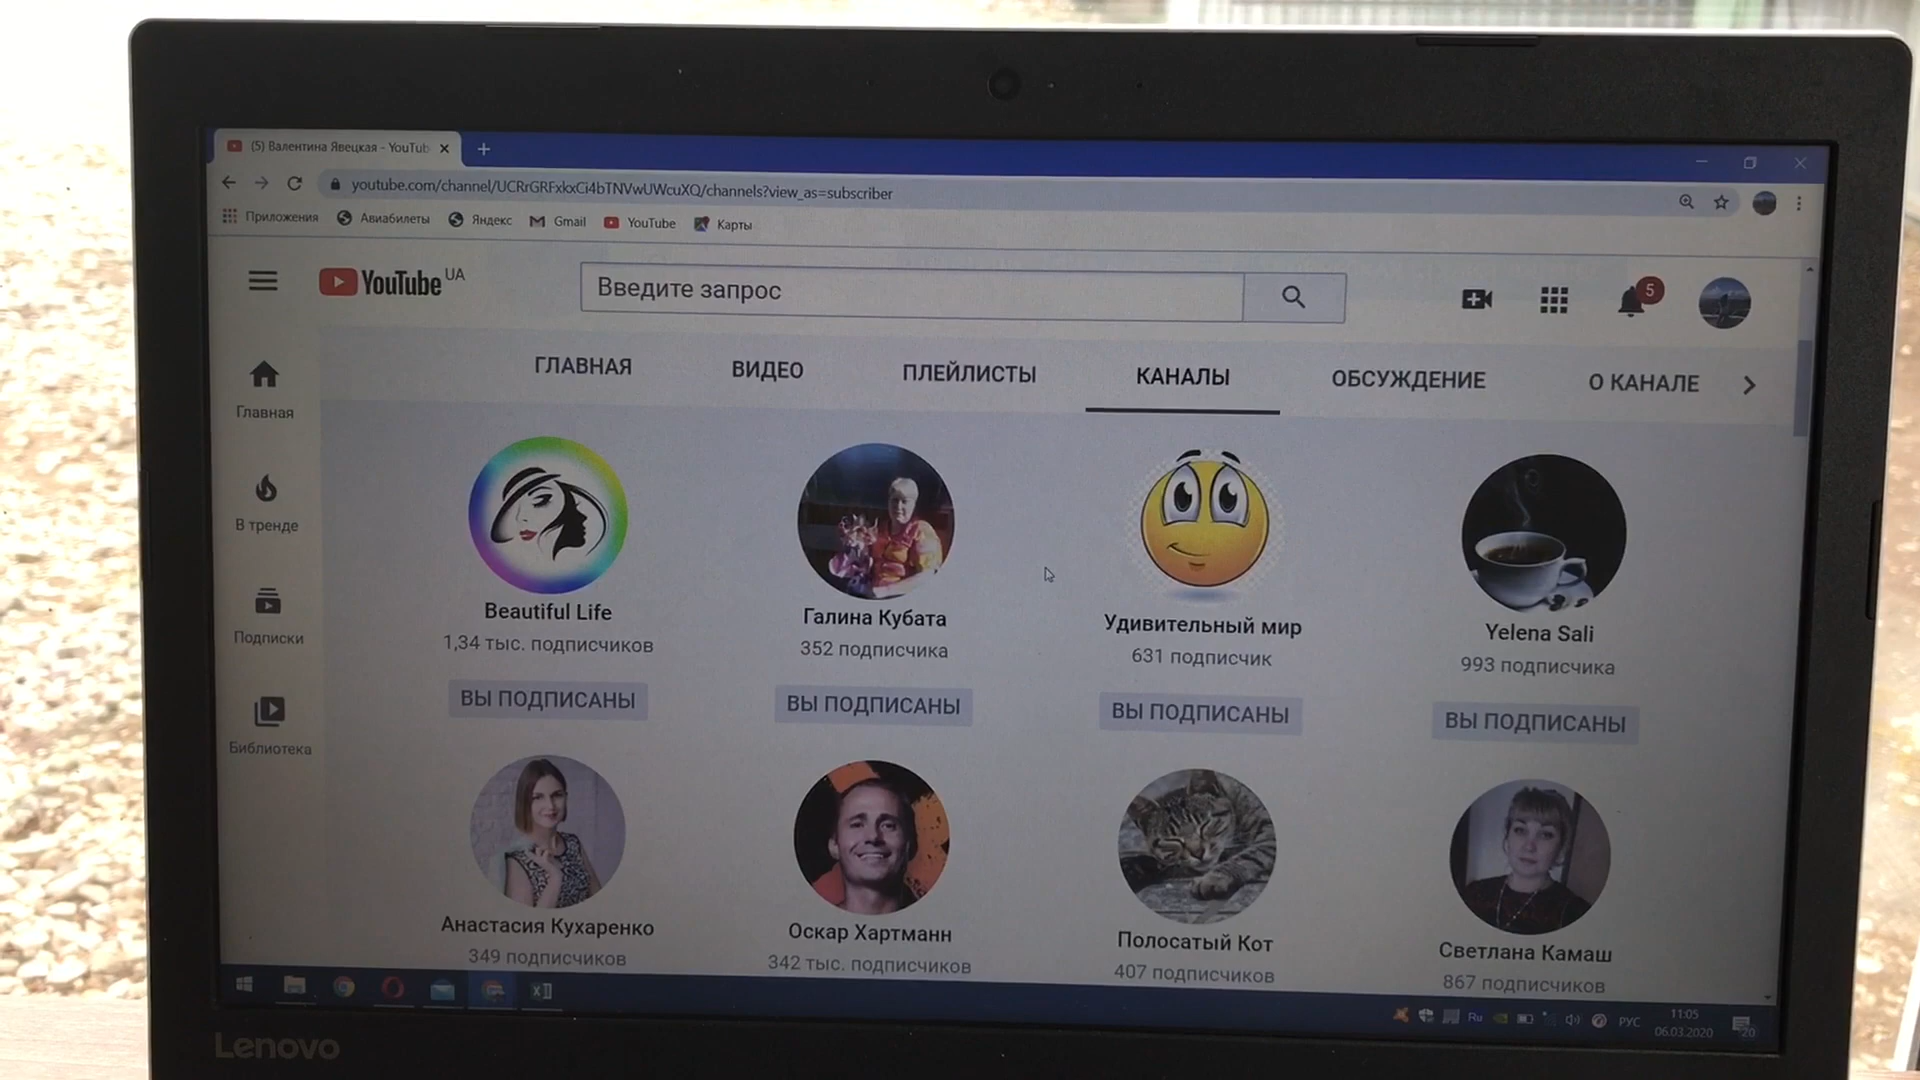 (5) Валентина Явецкая - YouTub
youtube.com/channel/UCRrGRFxkxCi4bTNVwUWcuXQ/channels?view_as=subscriber
Приложения Авиабилеты Яндекс Gmail YouTube Карты
YouTube UA
Введите запрос
5
ГЛАВНАЯ ВИДЕО ПЛЕЙЛИСТЫ КАНАЛЫ ОБСУЖДЕНИЕ О КАНАЛЕ
Главная
В тренде
Подписки
Библиотека
Beautiful Life Галина Кубата Удивительный мир Yelena Sali
1,34 тыс. подписчиков 352 подписчика 631 подписчик 993 подписчика
ВЫ ПОДПИСАНЫ ВЫ ПОДПИСАНЫ ВЫ ПОДПИСАНЫ ВЫ ПОДПИСАНЫ
Анастасия Кухаренко Оскар Хартманн Полосатый Кот Светлана Камаш
349 подписчиков 342 тыс. подписчиков 407 подписчиков 867 подписчиков
Ru РУС 11:05
06.03.2020 20
Lenovo